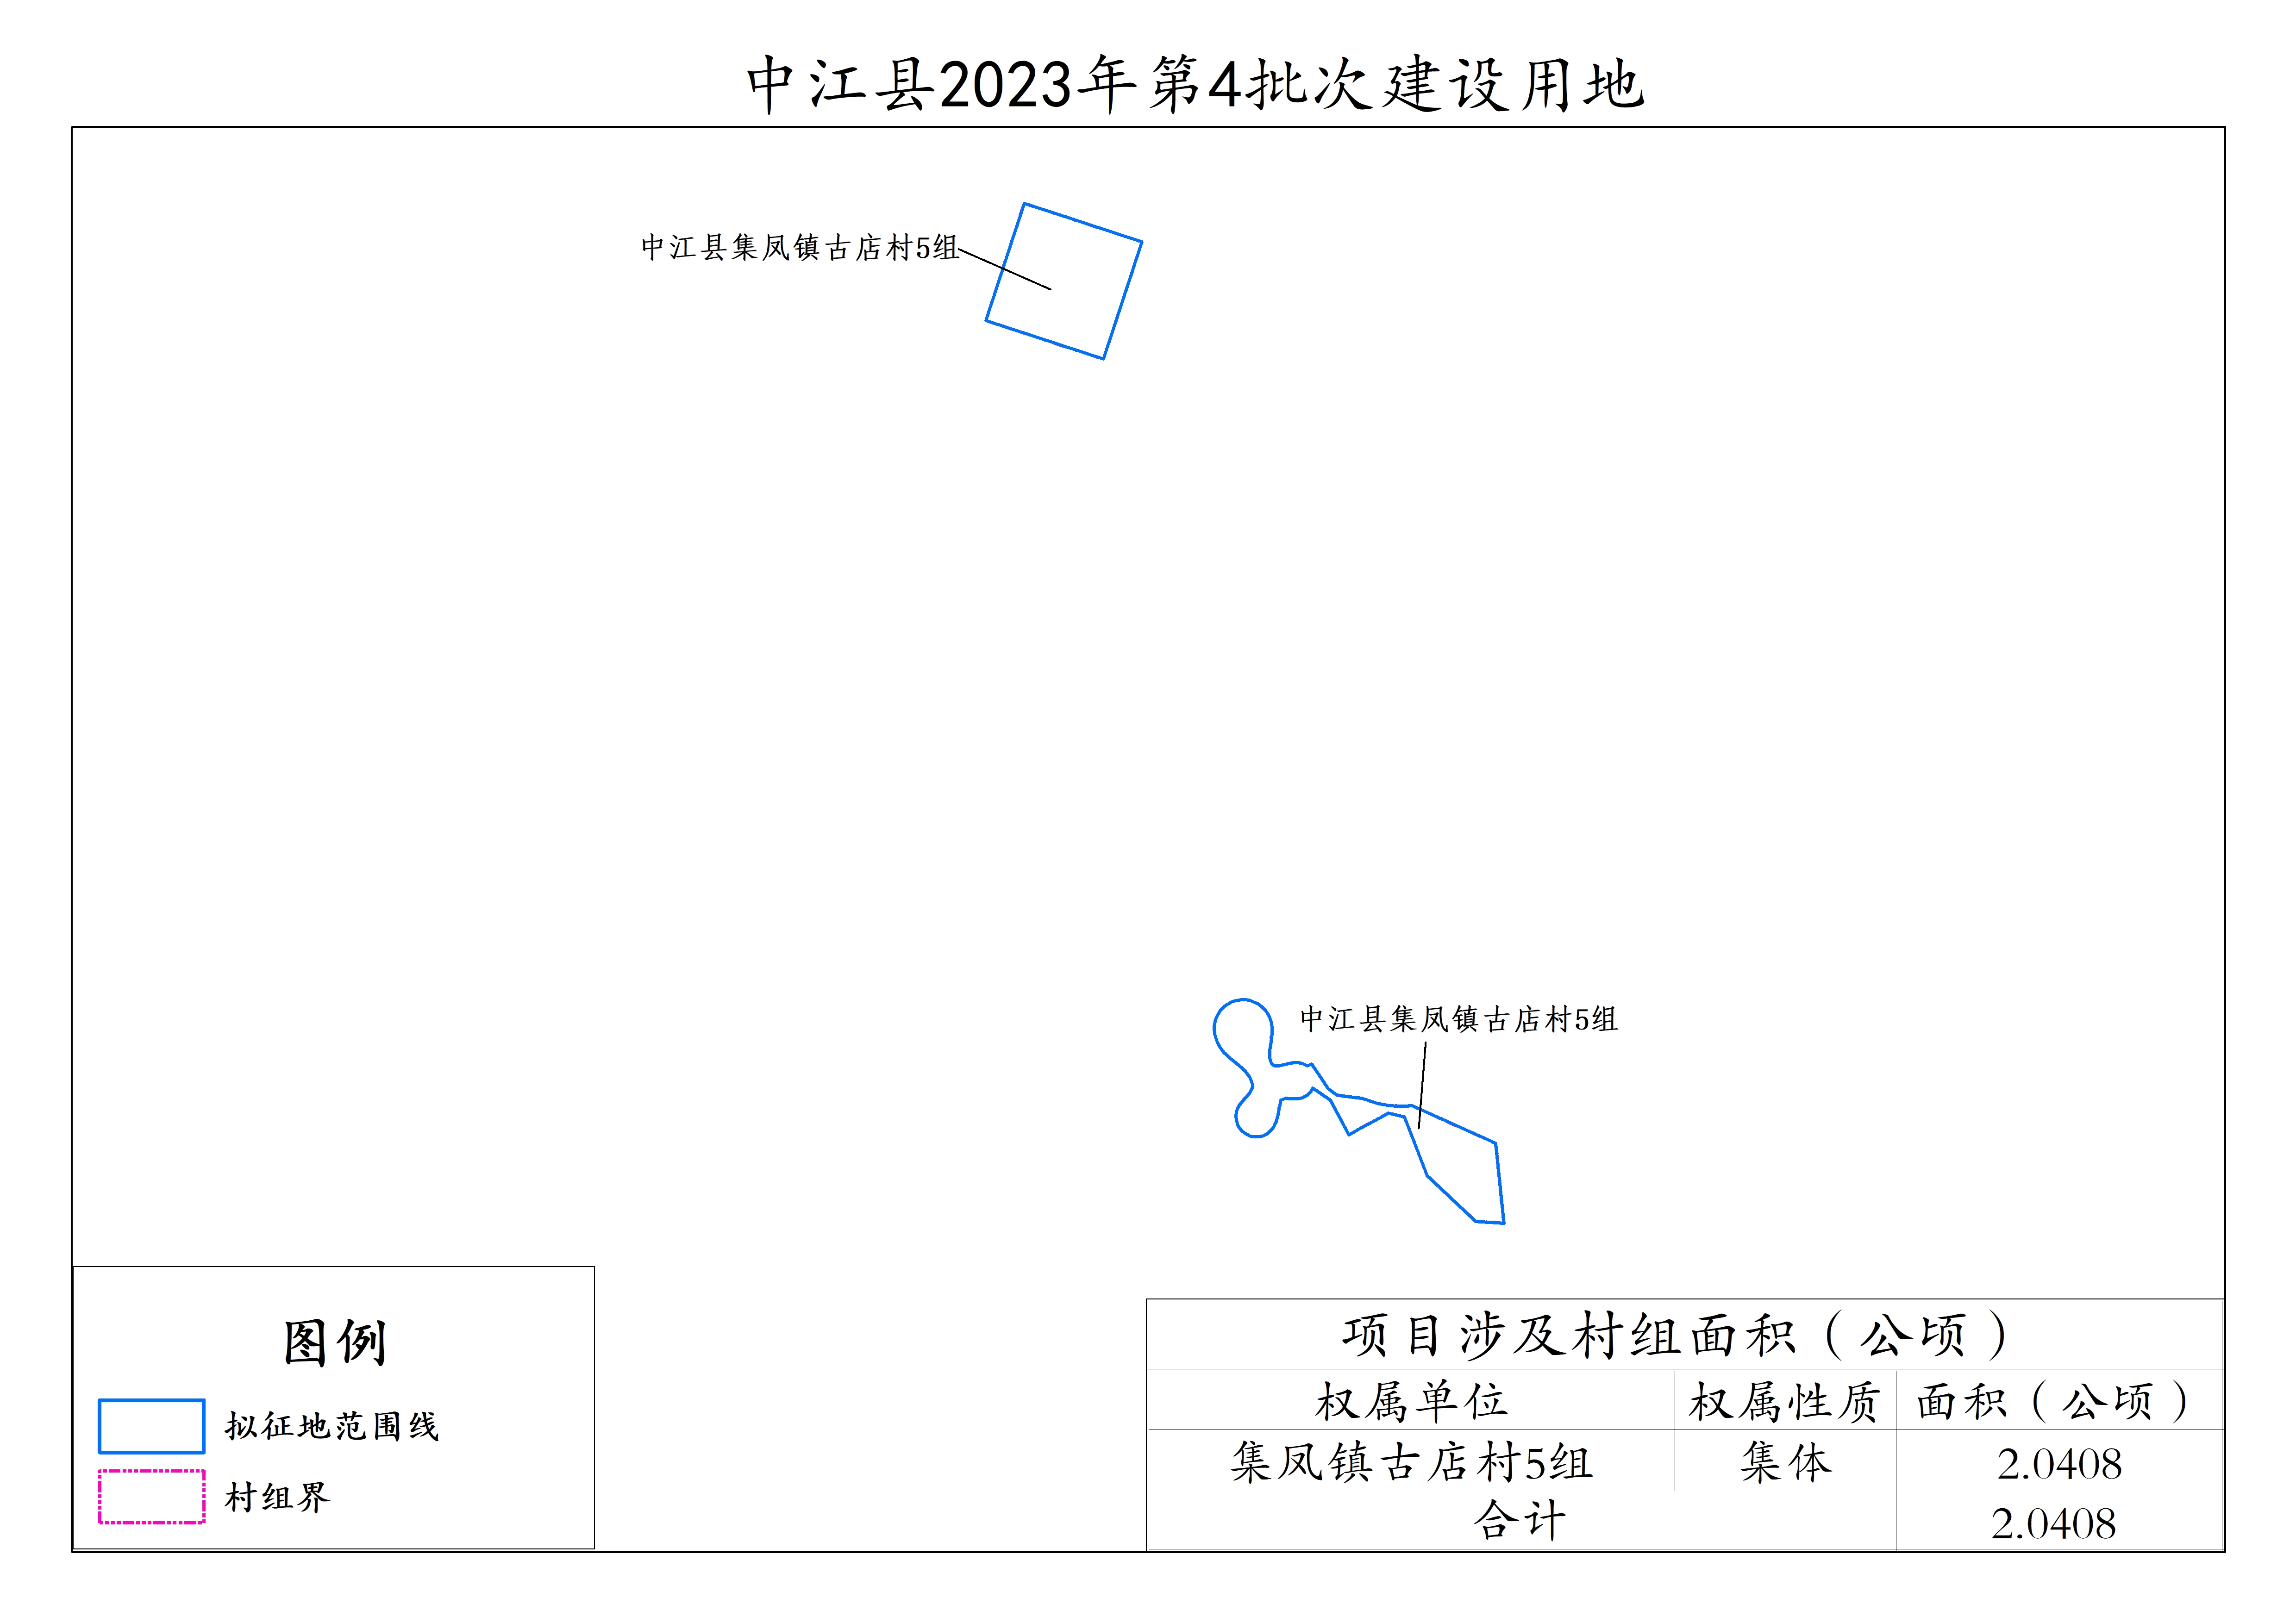 中江县2023年第4批次建设用地
中江县集凤镇古店村5组
中江县集凤镇古店村5组
图例
拟征地范围线
村组界
项目涉及村组面积（公顷）
权属单位 权属性质 面积（公顷）
集凤镇古店村5组 集体 2.0408
合计 2.0408